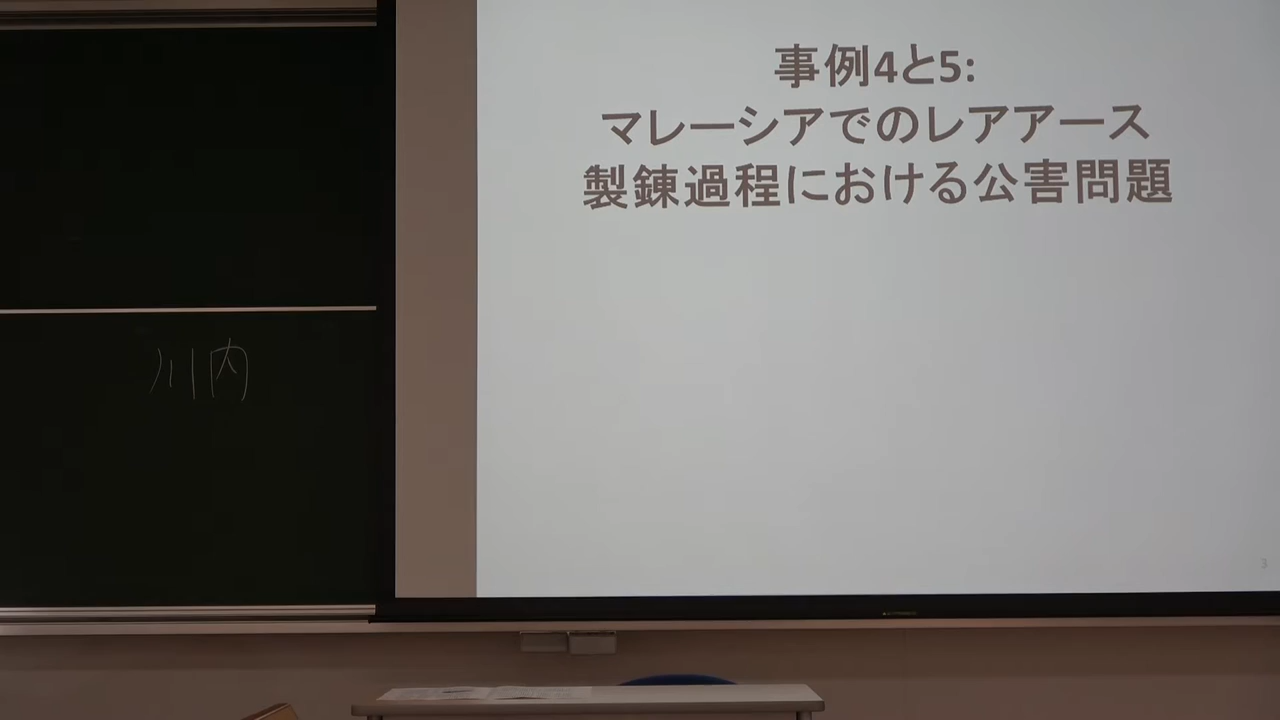 事例4と5:
マレーシアでのレアアース
製錬過程における公害問題
川内
3